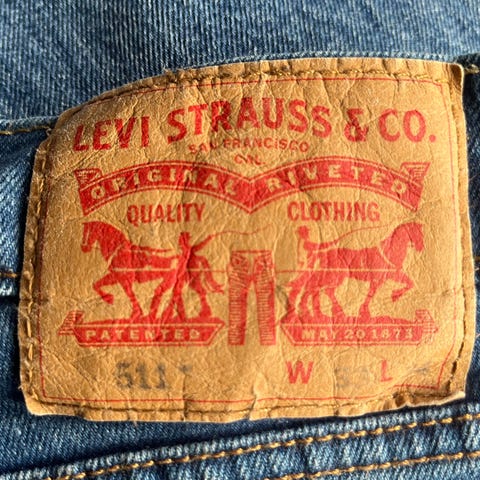 LEVI STRAUSS & CO.
SAN FRANCISCO
CAL.
ORIGINAL RIVETED
QUALITY CLOTHING
PATENTED MAY 20 1873
511 W L